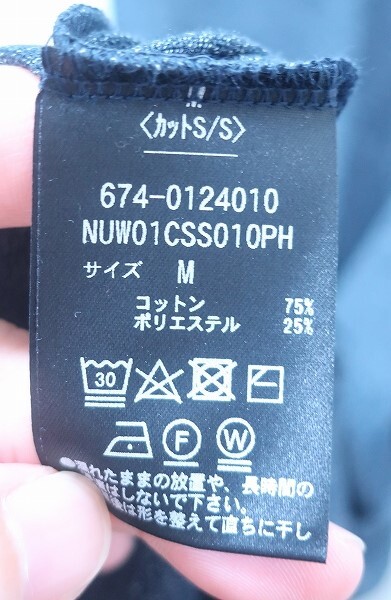 M
〈カットS/S〉
674-0124010
NUW01CSS010PH
サイズ M
コットン 75%
ポリエステル 25%
30
F W
れたままの放置や、長時間の
はしないで下さい。
は形を整えて直ちに干し